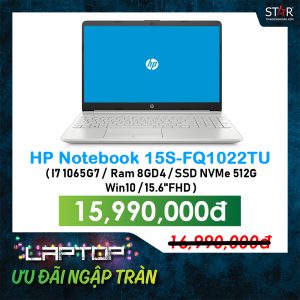 STAR
hp
HP Notebook 15S-FQ1022TU
( I7 1065G7 / Ram 8GD4 / SSD NVMe 512G
Win10 / 15.6"FHD )
15,990,000đ
16,990,000đ
LAPTOP
ƯU ĐÃI NGẬP TRÀN